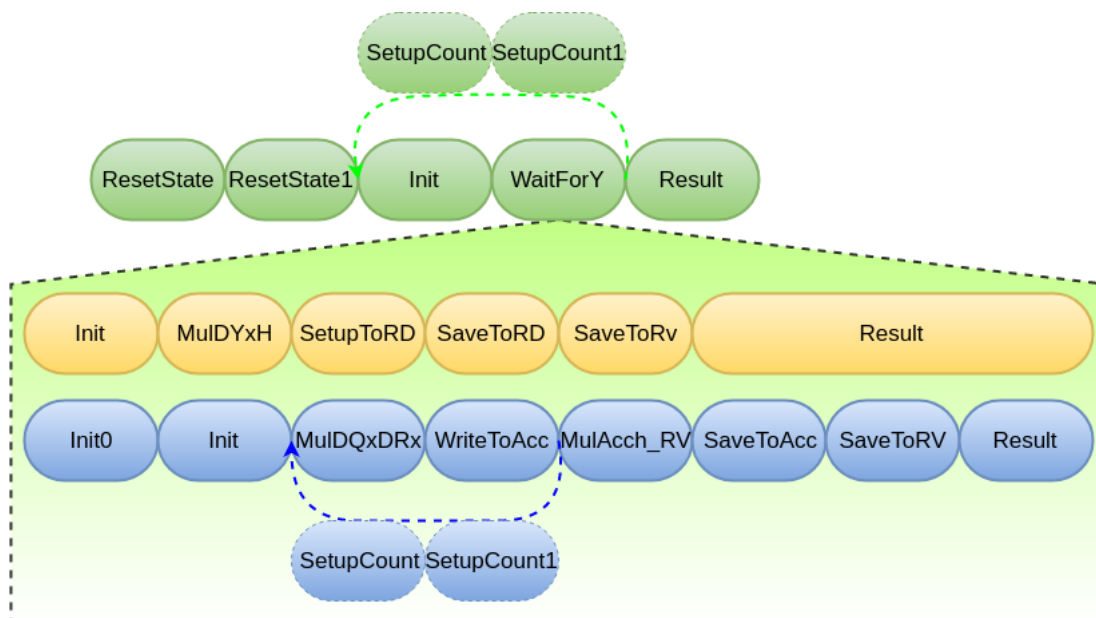 SetupCount SetupCount1
ResetState ResetState1 Init WaitForY Result
Init MulDYxH SetupToRD SaveToRD SaveToRv Result
Init0 Init MulDQxDRx WriteToAcc MulAcch_RV SaveToAcc SaveToRV Result
SetupCount SetupCount1